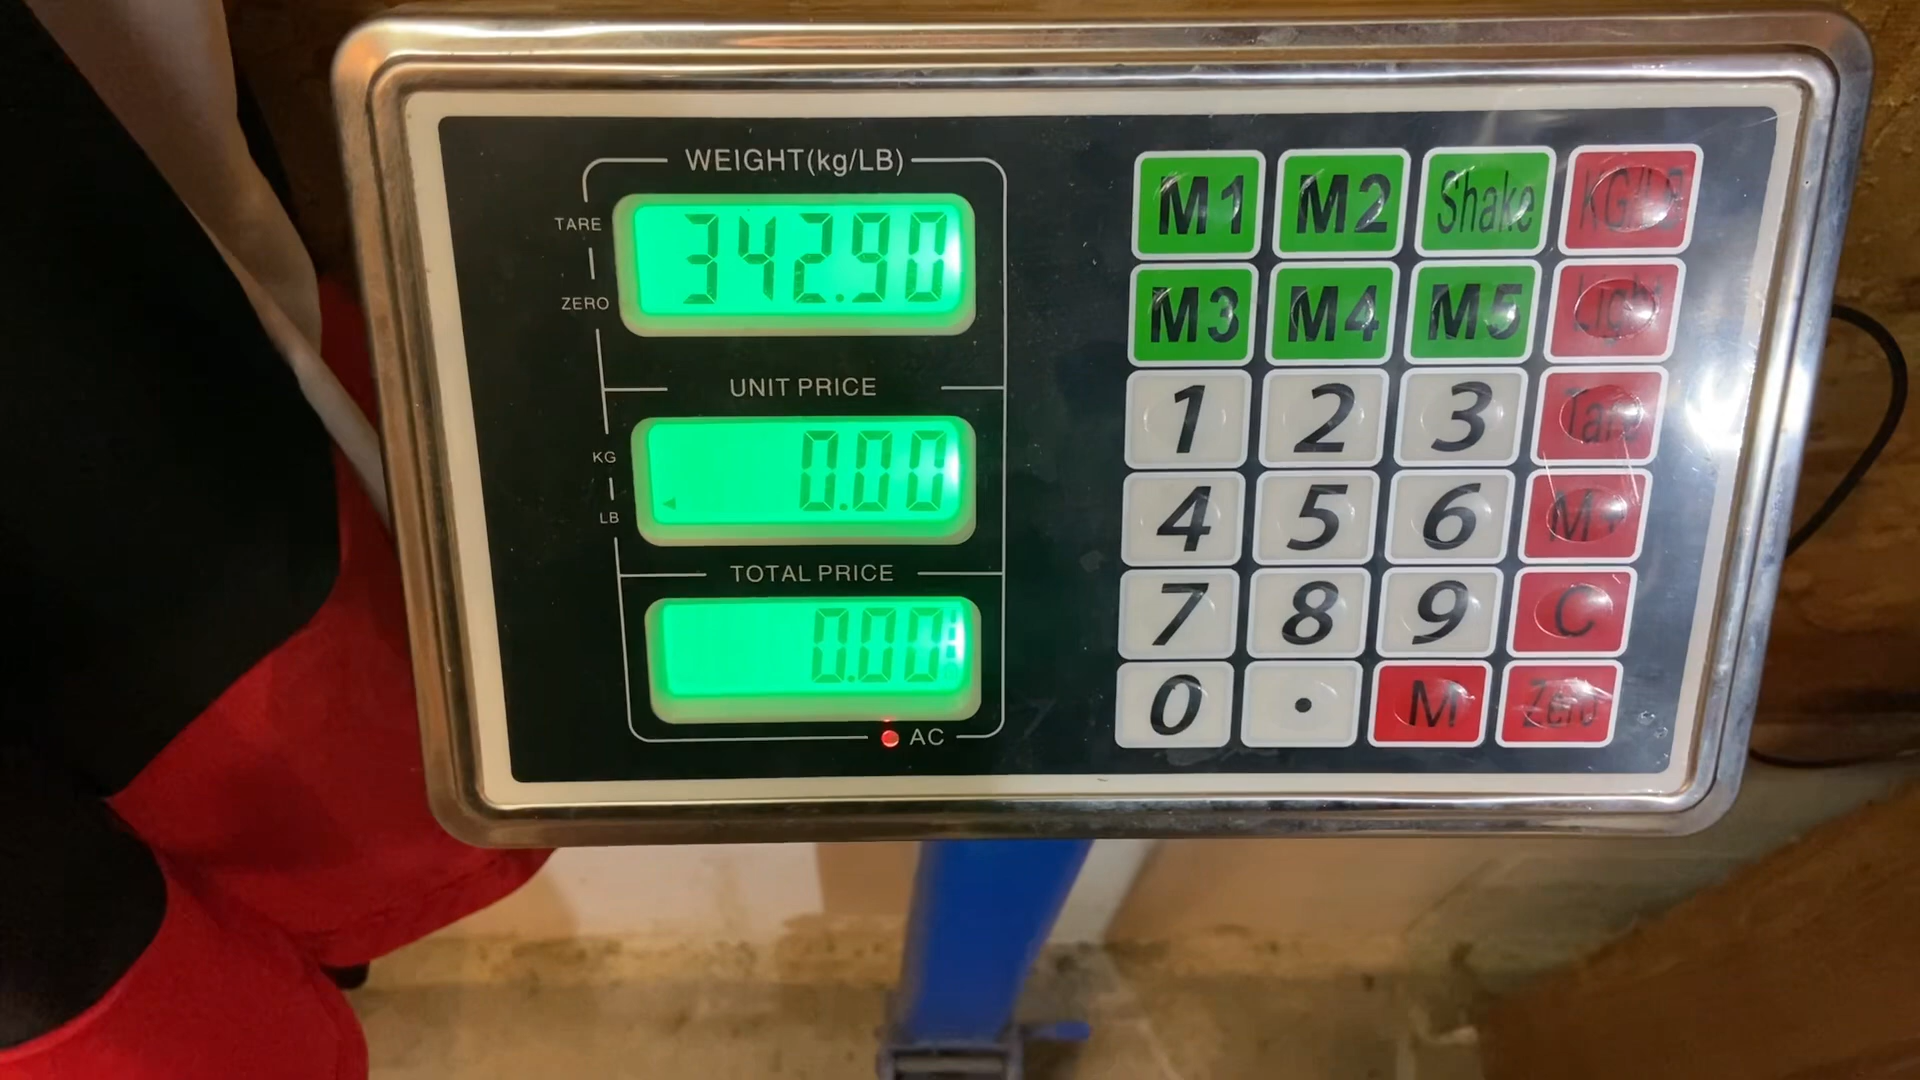 WEIGHT(kg/LB)
TARE
342.90
ZERO
UNIT PRICE
KG
0.00
LB
TOTAL PRICE
0.00
AC
M1 M2 Shake KG/LB
M3 M4 M5 Light
1 2 3 Tare
4 5 6 M+
7 8 9 C
0 . M Zero